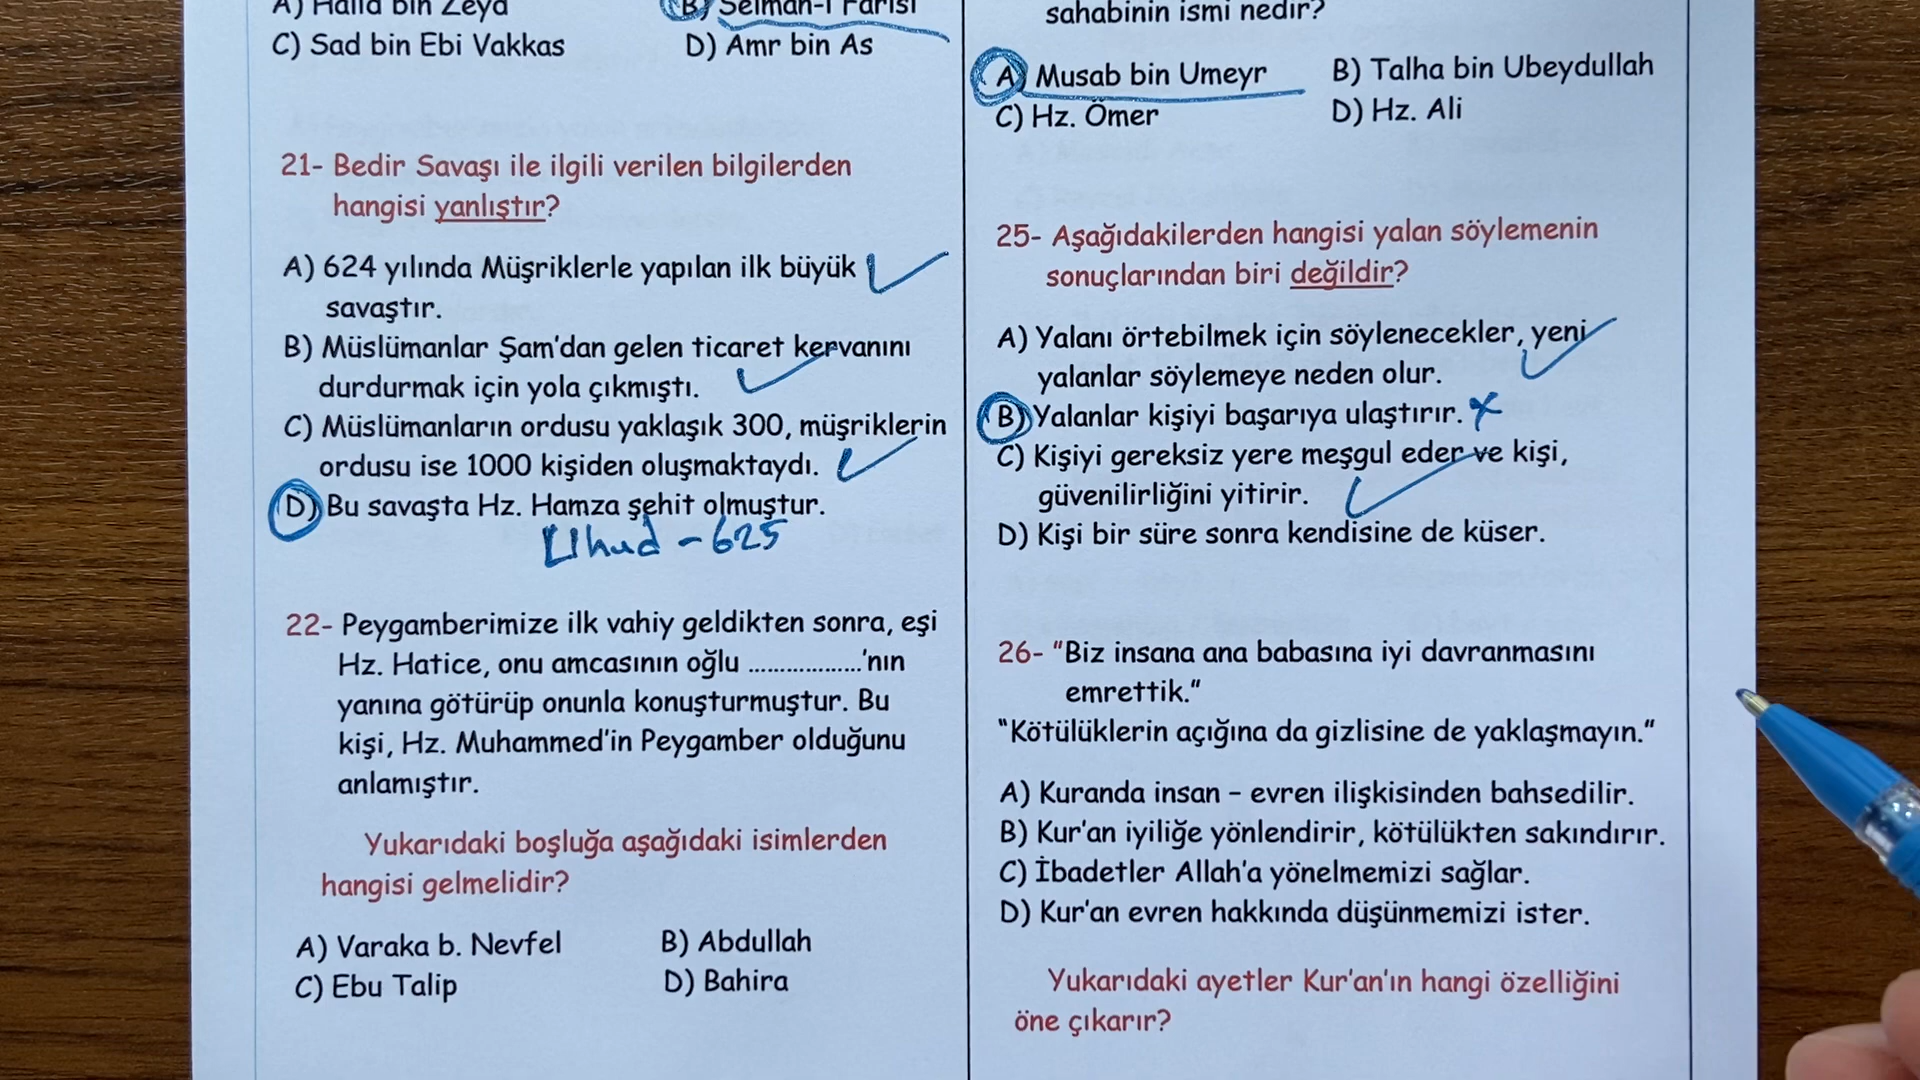 A) Halid bin Zeyd
B) Selman-ı Farisi
C) Sad bin Ebi Vakkas
D) Amr bin As
21- Bedir Savaşı ile ilgili verilen bilgilerden
hangisi yanlıştır?
A) 624 yılında Müşriklerle yapılan ilk büyük
savaştır.
B) Müslümanlar Şam'dan gelen ticaret kervanını
durdurmak için yola çıkmıştı.
C) Müslümanların ordusu yaklaşık 300, müşriklerin
ordusu ise 1000 kişiden oluşmaktaydı.
D) Bu savaşta Hz. Hamza şehit olmuştur.
Uhud - 625
22- Peygamberimize ilk vahiy geldikten sonra, eşi
Hz. Hatice, onu amcasının oğlu ..................'nın
yanına götürüp onunla konuşturmuştur. Bu
kişi, Hz. Muhammed'in Peygamber olduğunu
anlamıştır.
Yukarıdaki boşluğa aşağıdaki isimlerden
hangisi gelmelidir?
A) Varaka b. Nevfel
B) Abdullah
C) Ebu Talip
D) Bahira
sahabinin ismi nedir?
A) Musab bin Umeyr
B) Talha bin Ubeydullah
C) Hz. Ömer
D) Hz. Ali
25- Aşağıdakilerden hangisi yalan söylemenin
sonuçlarından biri değildir?
A) Yalanı örtebilmek için söylenecekler, yeni
yalanlar söylemeye neden olur.
B) Yalanlar kişiyi başarıya ulaştırır.
C) Kişiyi gereksiz yere meşgul eder ve kişi,
güvenilirliğini yitirir.
D) Kişi bir süre sonra kendisine de küser.
26- "Biz insana ana babasına iyi davranmasını
emrettik."
"Kötülüklerin açığına da gizlisine de yaklaşmayın."
A) Kuranda insan – evren ilişkisinden bahsedilir.
B) Kur'an iyiliğe yönlendirir, kötülükten sakındırır.
C) İbadetler Allah'a yönelmemizi sağlar.
D) Kur'an evren hakkında düşünmemizi ister.
Yukarıdaki ayetler Kur'an'ın hangi özelliğini
öne çıkarır?